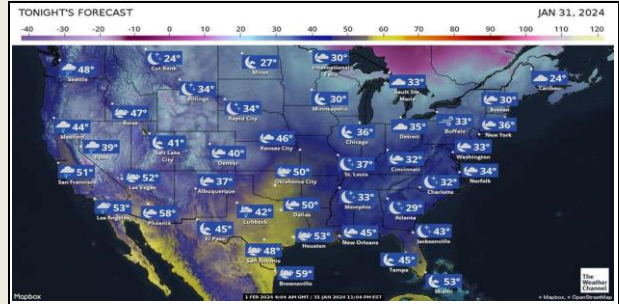 TONIGHT'S FORECAST
JAN 31, 2024
-40 -30 -20 -10 0 10 20 30 40 50 60 70 80 90 100 110 120
48°
Seattle
24°
Cut Bank
27°
Minot
30°
International
Falls
33°
Sault Ste
Marie
24°
Caribou
34°
Billings
34°
Rapid City
30°
Minneapolis
30°
Boston
47°
Boise
36°
Chicago
35°
Detroit
33°
Buffalo
36°
New York
44°
Medford
39°
Reno
41°
Salt Lake
City
40°
Denver
46°
Kansas City
37°
St. Louis
32°
Cincinnati
33°
Washington
51°
San Francisco
52°
Las Vegas
37°
Albuquerque
50°
Oklahoma City
33°
Memphis
32°
Charlotte
34°
Norfolk
53°
Los Angeles
58°
Phoenix
42°
Lubbock
50°
Dallas
29°
Atlanta
45°
El Paso
48°
San Antonio
53°
Houston
45°
New Orleans
43°
Jacksonville
59°
Brownsville
45°
Tampa
53°
Miami
The
Weather
Channel
Mapbox
1 FEB 2024 4:04 AM GMT / 31 JAN 2024 11:04 PM EST
© Mapbox, © OpenStreetMap